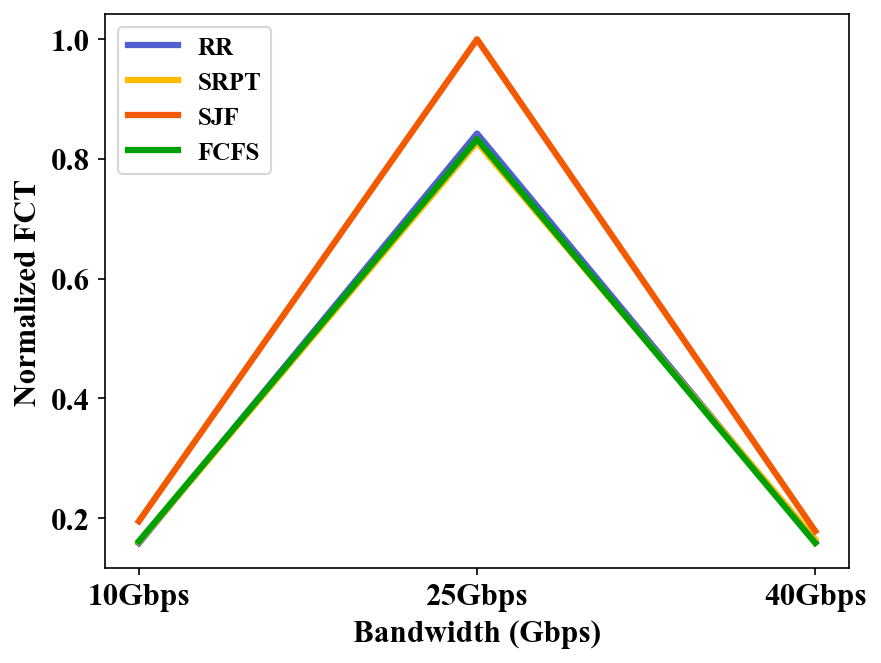 RR
SRPT
SJF
FCFS
Normalized FCT
1.0
0.8
0.6
0.4
0.2
10Gbps 25Gbps 40Gbps
Bandwidth (Gbps)